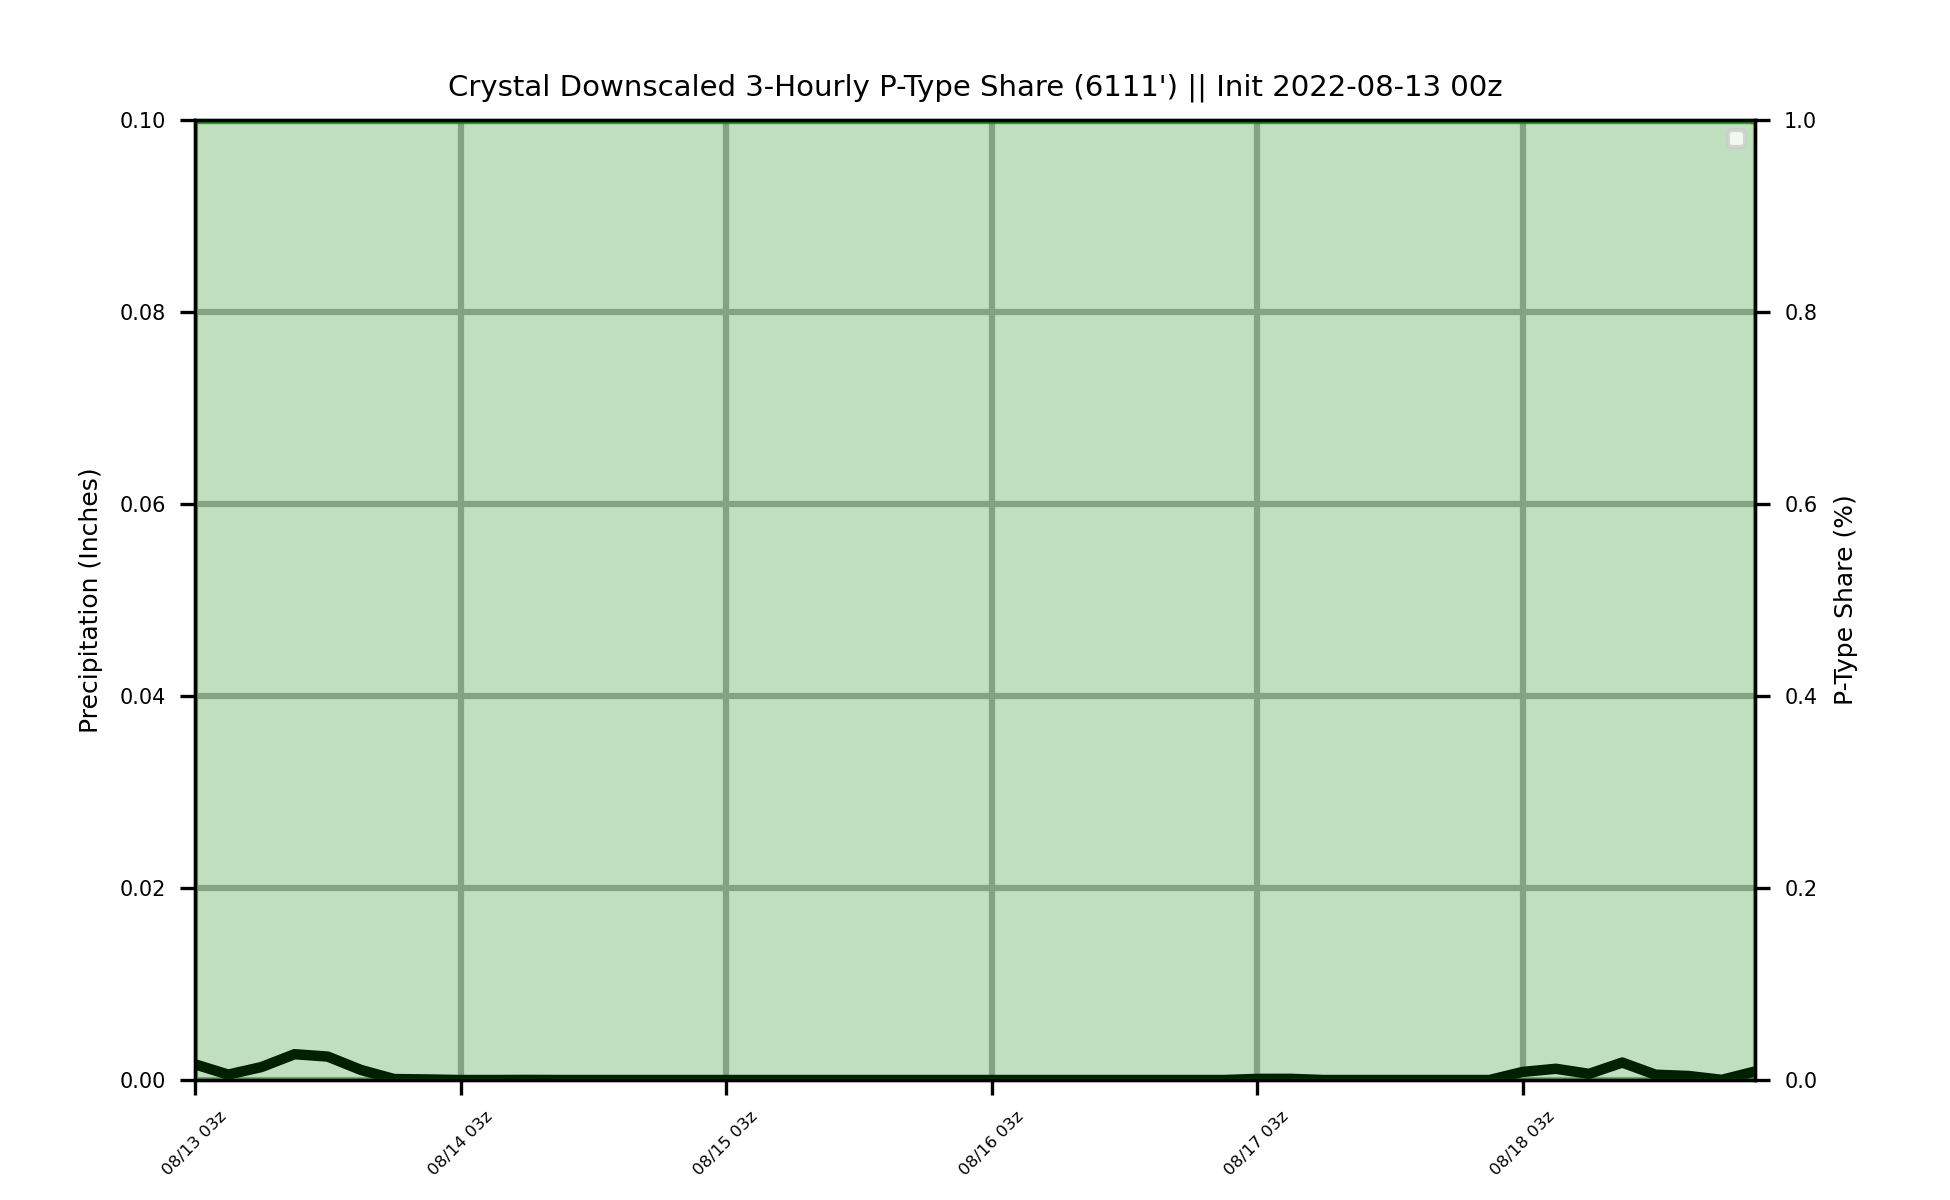 Crystal Downscaled 3-Hourly P-Type Share (6111') || Init 2022-08-13 00z
Precipitation (Inches)
0.10
0.08
0.06
0.04
0.02
0.00
1.0
0.8
0.6
0.4
0.2
0.0
P-Type Share (%)
08/13 03z
08/14 03z
08/15 03z
08/16 03z
08/17 03z
08/18 03z